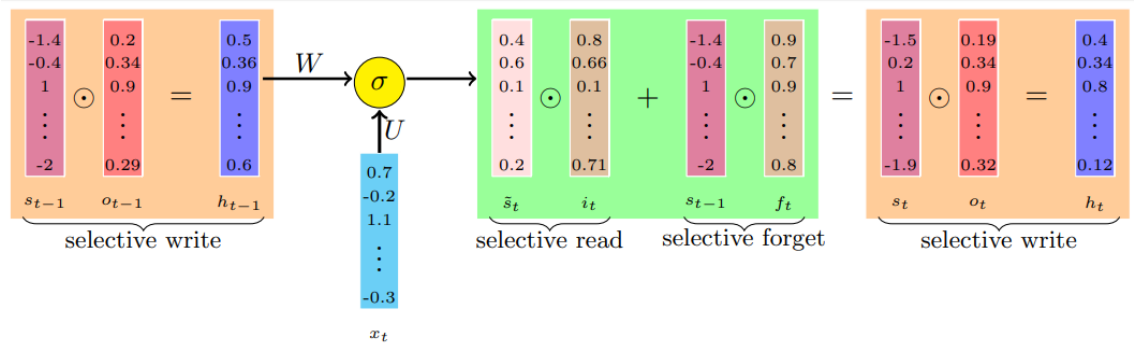 -1.4 0.2 0.5 0.4 0.8 -1.4 0.9 -1.5 0.19 0.4
-0.4 0.34 0.36 W σ 0.6 0.66 -0.4 0.7 0.2 0.34 0.34
1 ⊙ 0.9 = 0.9 0.1 ⊙ 0.1 + 1 ⊙ 0.9 = 1 ⊙ 0.9 = 0.8
⋮ ⋮ ⋮ U ⋮ ⋮ ⋮ ⋮ ⋮ ⋮ ⋮
-2 0.29 0.6 0.2 0.71 -2 0.8 -1.9 0.32 0.12
s_{t−1} o_{t−1} h_{t−1} s̃_t i_t s_{t−1} f_t s_t o_t h_t
selective write selective read selective forget selective write
0.7
-0.2
1.1
⋮
-0.3
x_t